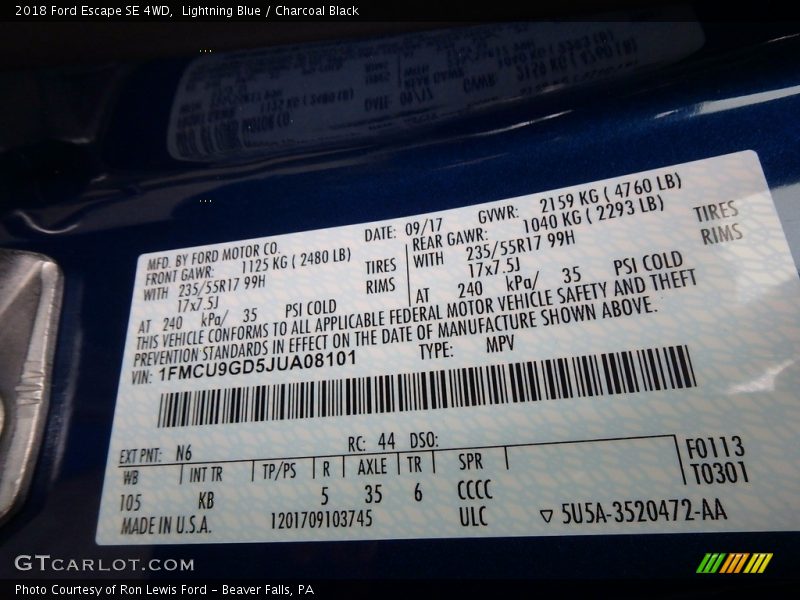 2018 Ford Escape SE 4WD,  Lightning Blue / Charcoal Black
MFD. BY FORD MOTOR CO.
DATE: 09/17
GVWR: 2159 KG ( 4760 LB)
FRONT GAWR: 1125 KG ( 2480 LB)
REAR GAWR: 1040 KG ( 2293 LB)
WITH 235/55R17 99H TIRES
WITH 235/55R17 99H TIRES
17x7.5J RIMS
17x7.5J RIMS
AT 240 kPa/ 35 PSI COLD
AT 240 kPa/ 35 PSI COLD
THIS VEHICLE CONFORMS TO ALL APPLICABLE FEDERAL MOTOR VEHICLE SAFETY AND THEFT
PREVENTION STANDARDS IN EFFECT ON THE DATE OF MANUFACTURE SHOWN ABOVE.
VIN: 1FMCU9GD5JUA08101
TYPE: MPV
EXT PNT: N6
RC: 44 DSO:
F0113
WB INT TR TP/PS R AXLE TR SPR
T0301
105 KB 5 35 6 CCCC
MADE IN U.S.A. 1201709103745 ULC
5U5A-3520472-AA
GTCARLOT.COM
Photo Courtesy of Ron Lewis Ford - Beaver Falls, PA